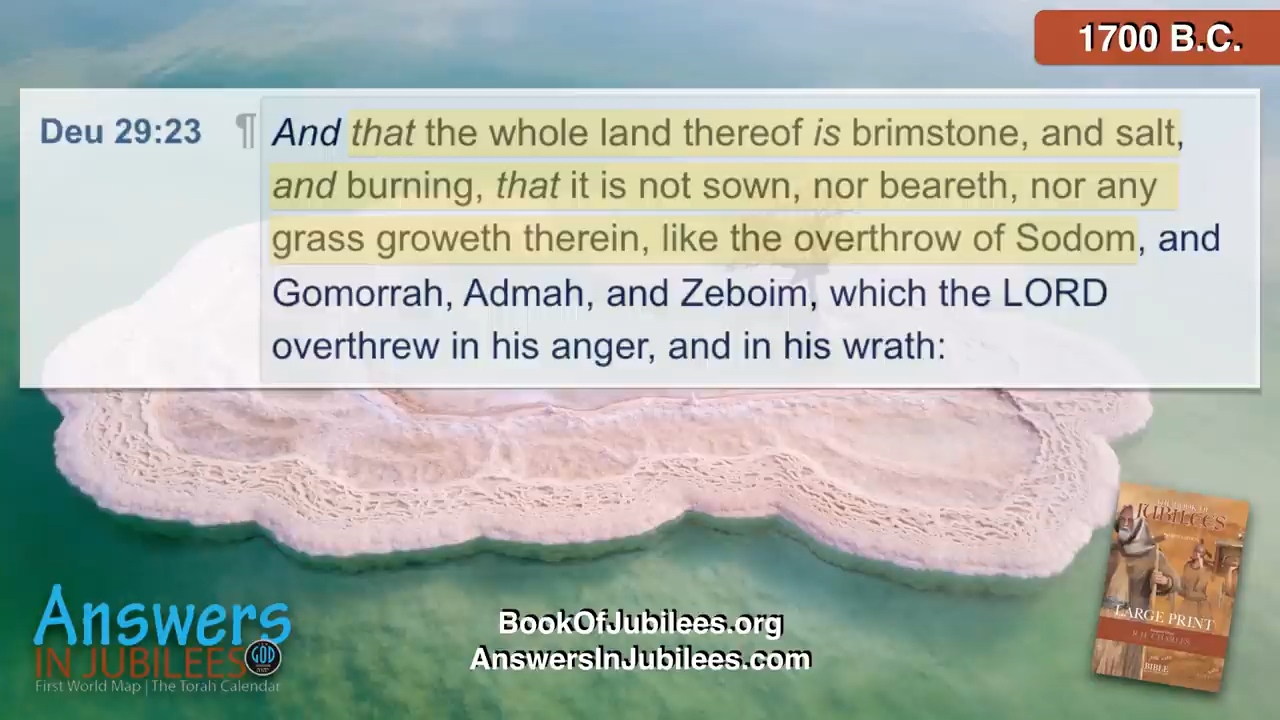 1700 B.C.
Deu 29:23 ¶ And that the whole land thereof is brimstone, and salt,
and burning, that it is not sown, nor beareth, nor any
grass groweth therein, like the overthrow of Sodom, and
Gomorrah, Admah, and Zeboim, which the LORD
overthrew in his anger, and in his wrath:
Answers
IN JUBILEES
GOD
First World Map | The Torah Calendar
BookOfJubilees.org
AnswersInJubilees.com
JUBILEES
LARGE PRINT
R.H. CHARLES
BIBLE